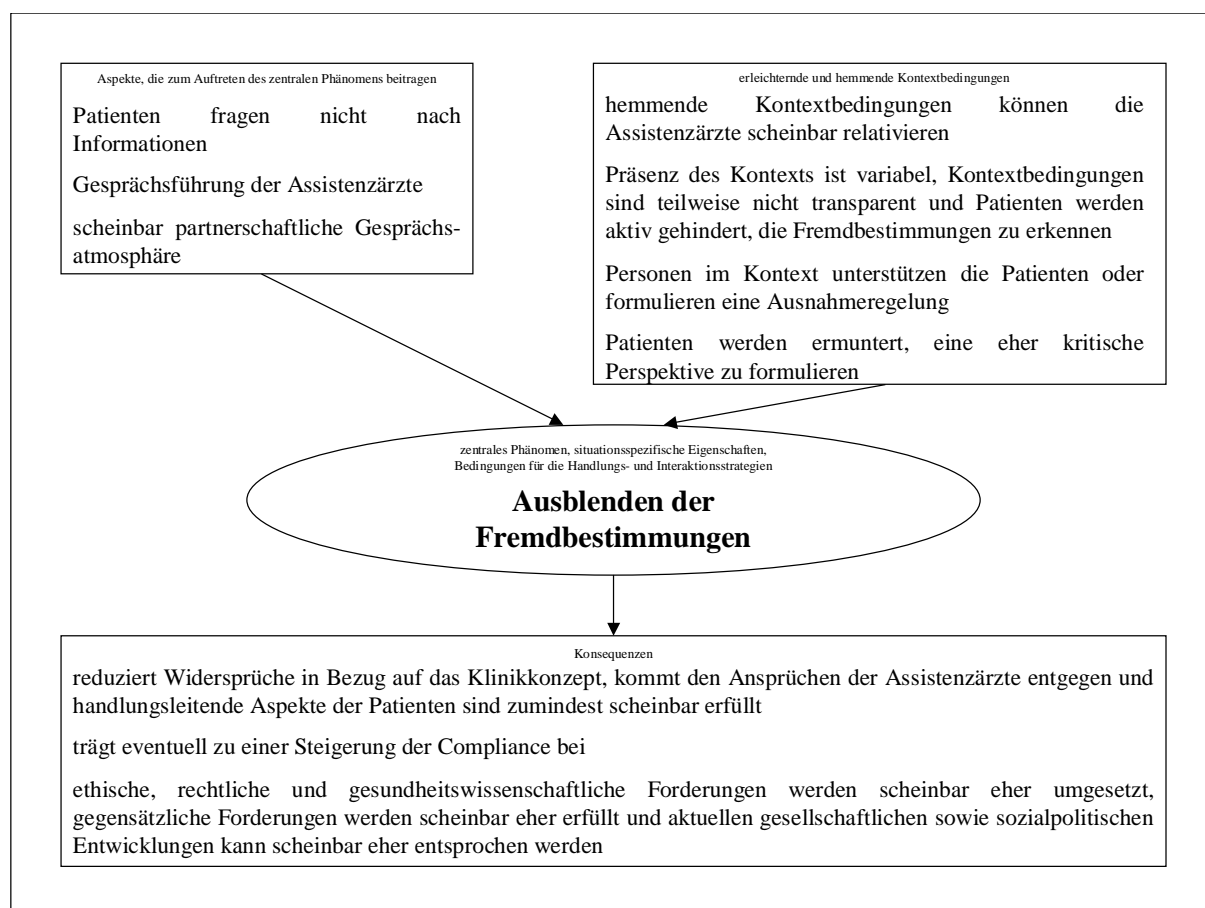 Aspekte, die zum Auftreten des zentralen Phänomens beitragen
Patienten fragen nicht nach
Informationen
Gesprächsführung der Assistenzärzte
scheinbar partnerschaftliche Gesprächs-
atmosphäre
erleichternde und hemmende Kontextbedingungen
hemmende Kontextbedingungen können die
Assistenzärzte scheinbar relativieren
Präsenz des Kontexts ist variabel, Kontextbedingungen
sind teilweise nicht transparent und Patienten werden
aktiv gehindert, die Fremdbestimmungen zu erkennen
Personen im Kontext unterstützen die Patienten oder
formulieren eine Ausnahmeregelung
Patienten werden ermuntert, eine eher kritische
Perspektive zu formulieren
zentrales Phänomen, situationsspezifische Eigenschaften,
Bedingungen für die Handlungs- und Interaktionsstrategien
Ausblenden der
Fremdbestimmungen
Konsequenzen
reduziert Widersprüche in Bezug auf das Klinikkonzept, kommt den Ansprüchen der Assistenzärzte entgegen und
handlungsleitende Aspekte der Patienten sind zumindest scheinbar erfüllt
trägt eventuell zu einer Steigerung der Compliance bei
ethische, rechtliche und gesundheitswissenschaftliche Forderungen werden scheinbar eher umgesetzt,
gegensätzliche Forderungen werden scheinbar eher erfüllt und aktuellen gesellschaftlichen sowie sozialpolitischen
Entwicklungen kann scheinbar eher entsprochen werden